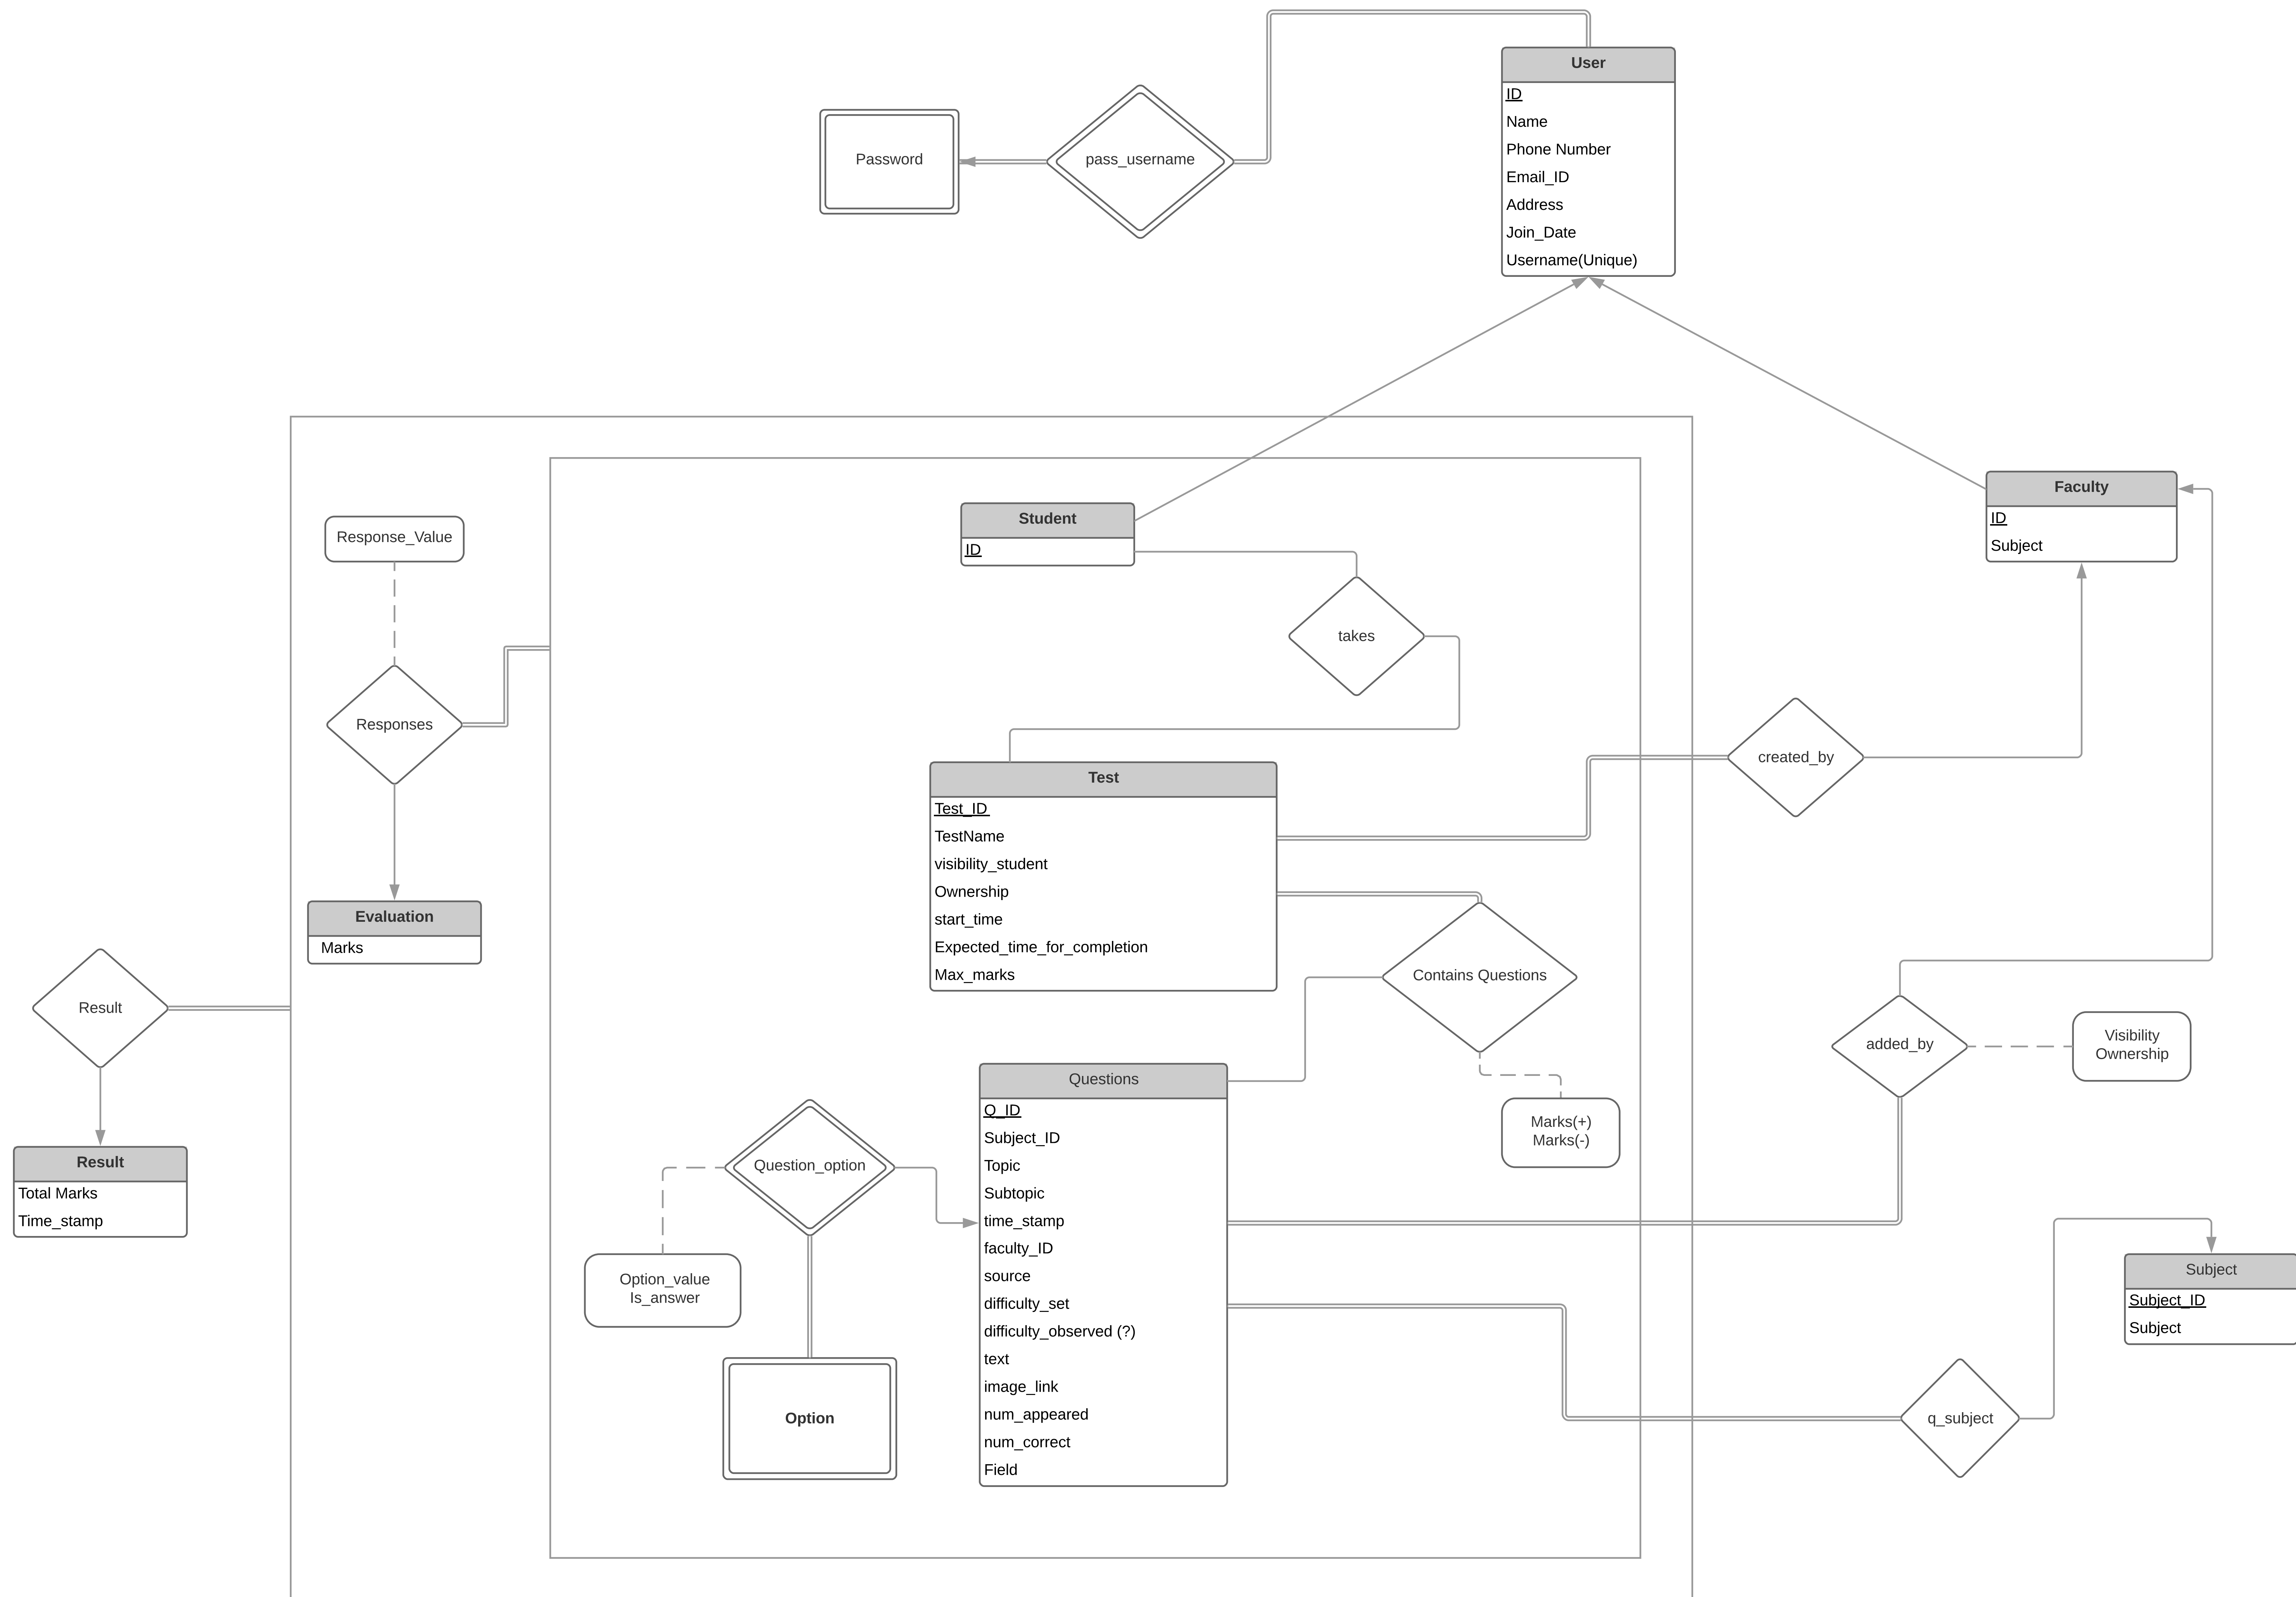 User
ID
Name
Phone Number
Email_ID
Address
Join_Date
Username(Unique)
Password
pass_username
Student
ID
Faculty
ID
Subject
Response_Value
takes
Responses
created_by
Test
Test_ID
TestName
visibility_student
Ownership
start_time
Expected_time_for_completion
Max_marks
Evaluation
Marks
Contains Questions
Result
added_by
Visibility
Ownership
Marks(+)
Marks(-)
Result
Total Marks
Time_stamp
Question_option
Option_value
Is_answer
Option
Questions
Q_ID
Subject_ID
Topic
Subtopic
time_stamp
faculty_ID
source
difficulty_set
difficulty_observed (?)
text
image_link
num_appeared
num_correct
Field
Subject
Subject_ID
Subject
q_subject